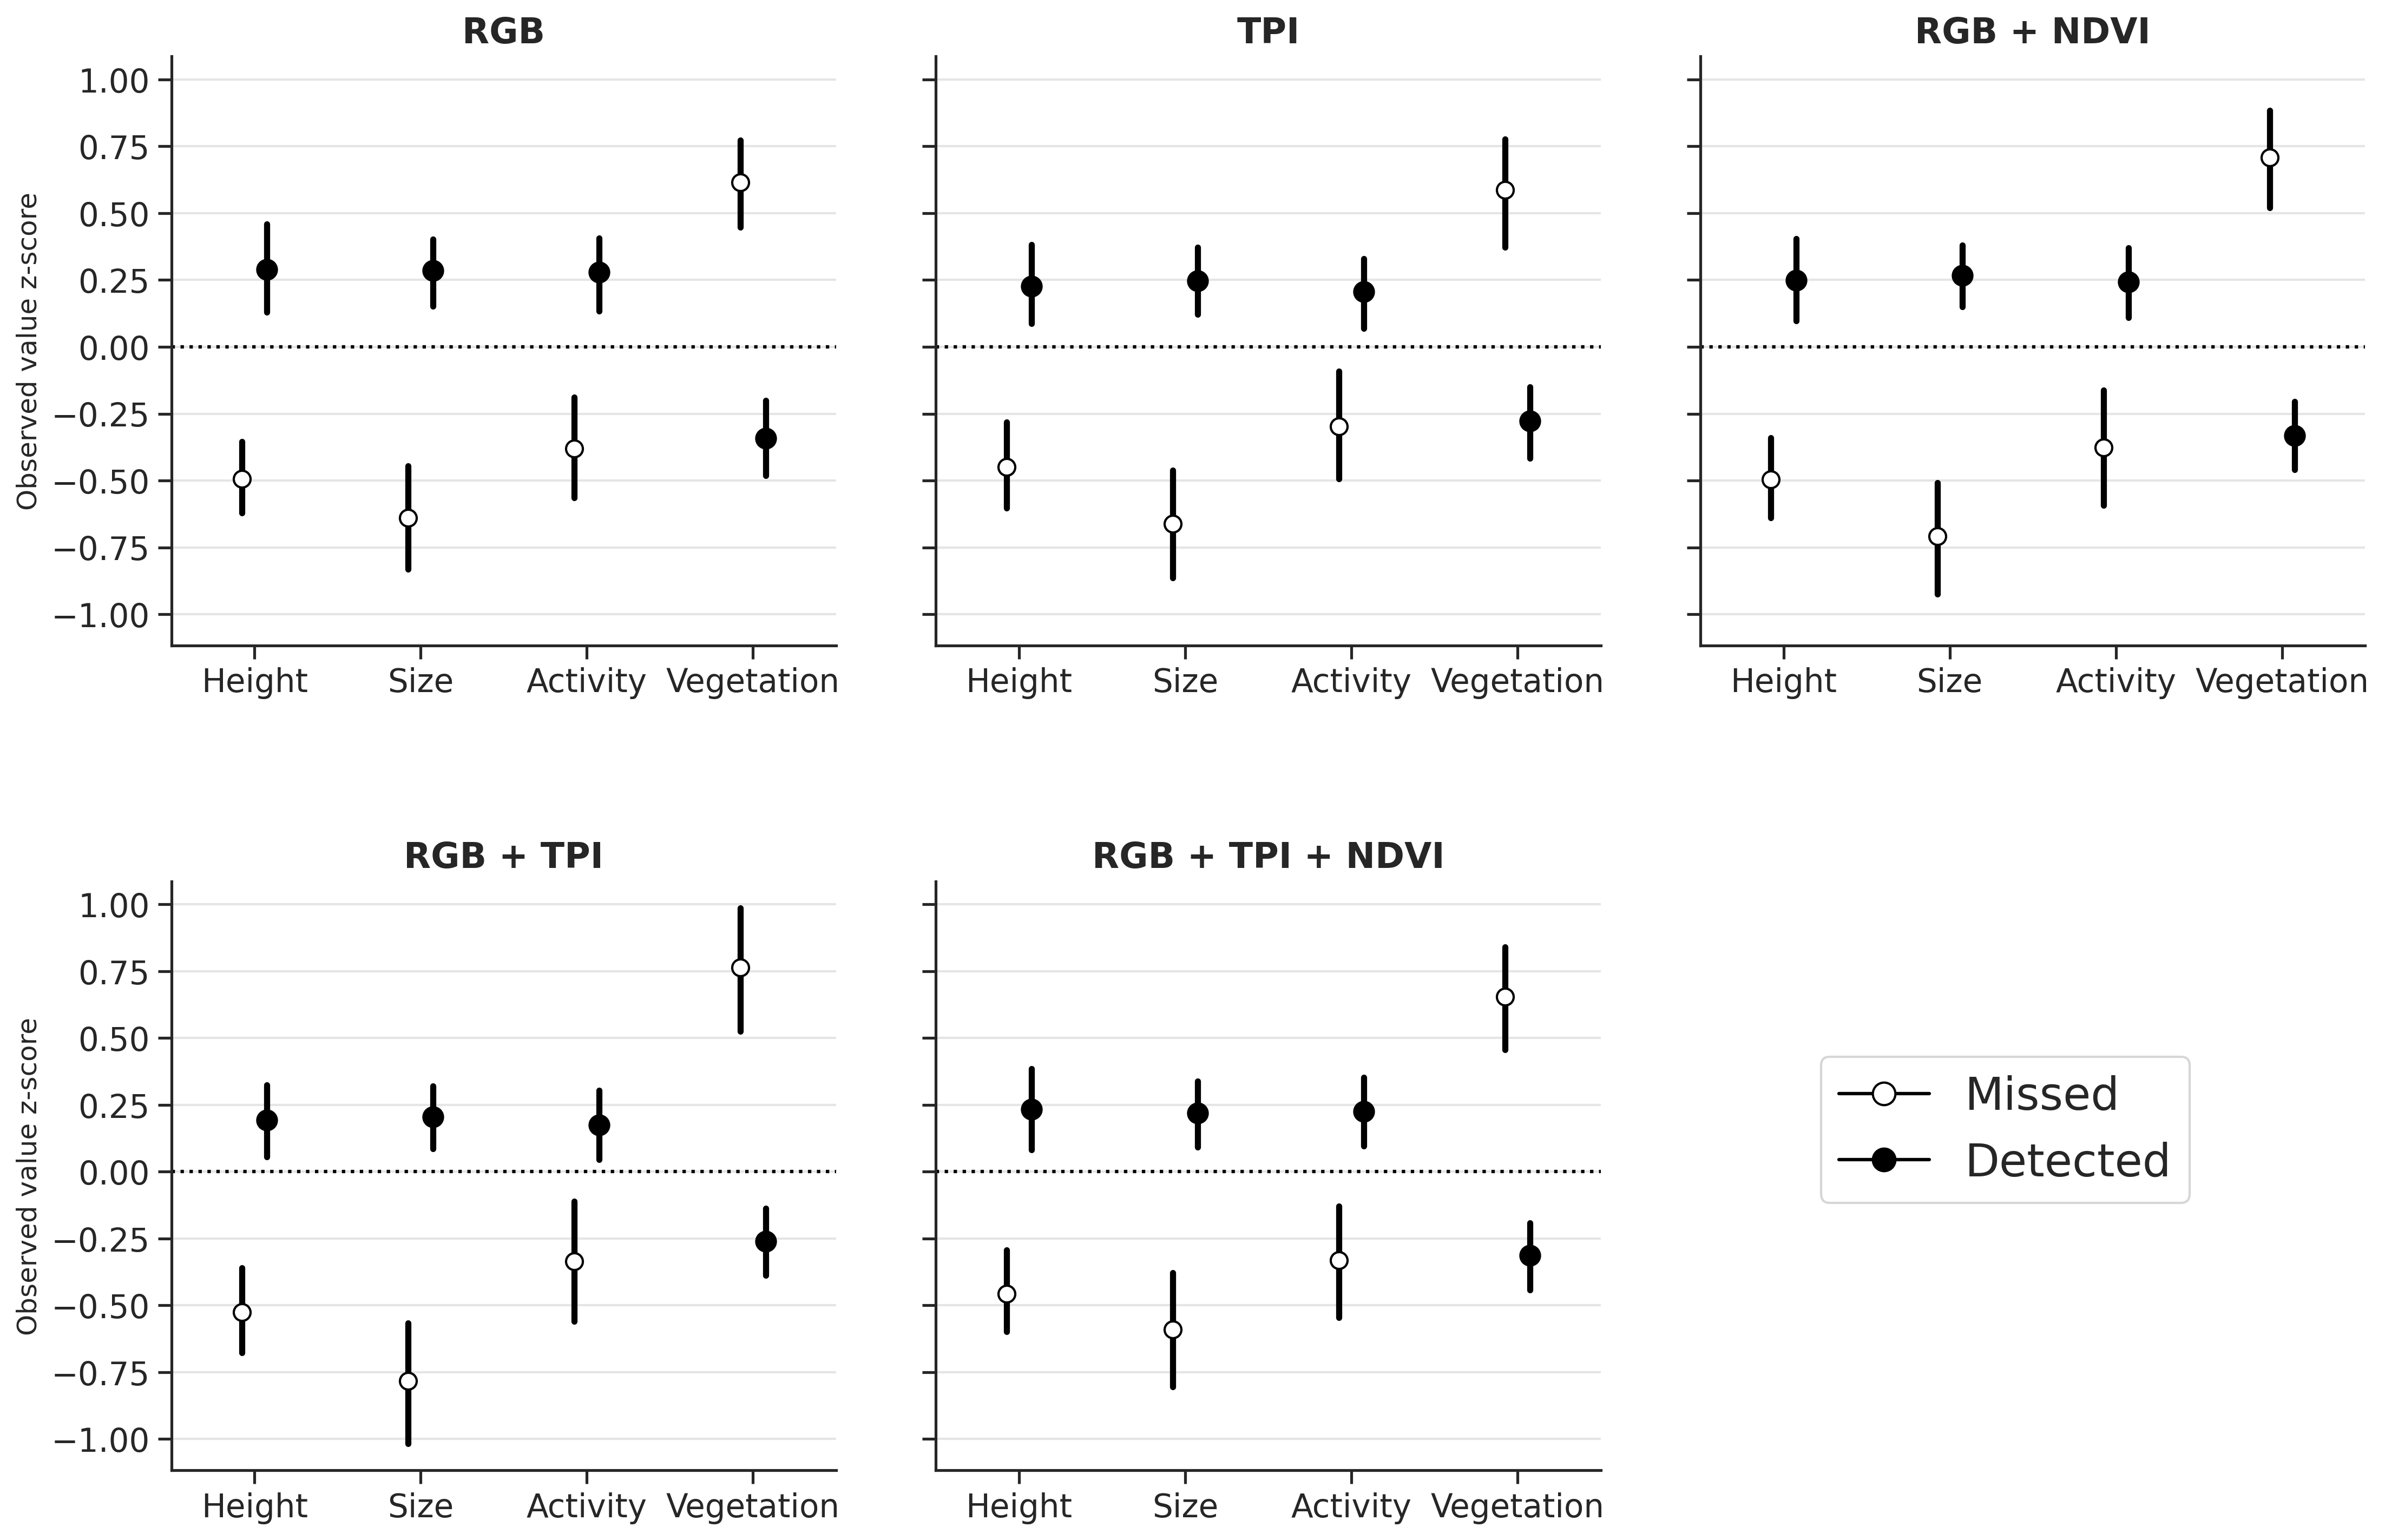 RGB
TPI
RGB + NDVI
Observed value z-score
1.00
0.75
0.50
0.25
0.00
−0.25
−0.50
−0.75
−1.00
Height Size Activity Vegetation
Height Size Activity Vegetation
Height Size Activity Vegetation
RGB + TPI
RGB + TPI + NDVI
Observed value z-score
1.00
0.75
0.50
0.25
0.00
−0.25
−0.50
−0.75
−1.00
Height Size Activity Vegetation
Height Size Activity Vegetation
Missed
Detected